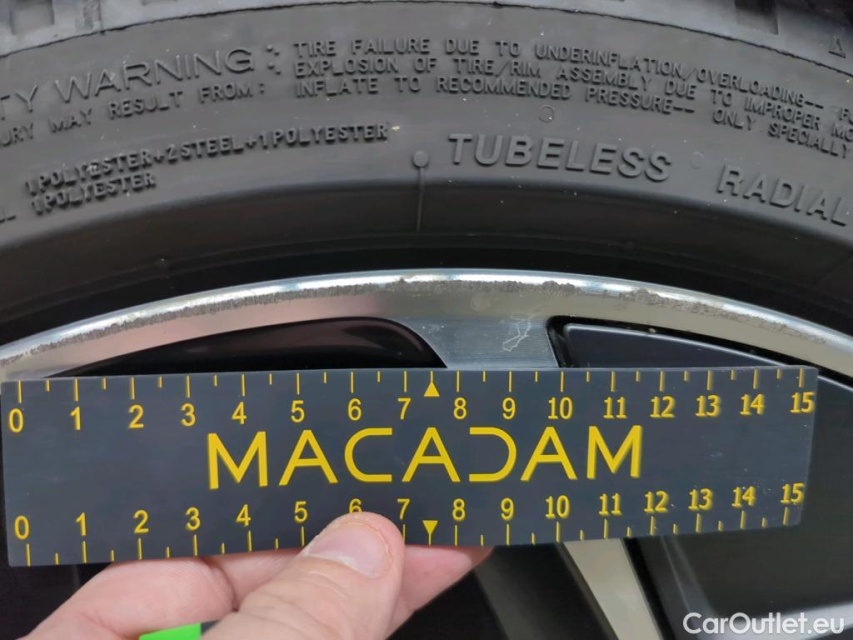 TY WARNING: TIRE FAILURE DUE TO UNDERINFLATION/OVERLOADING--
URY MAY RESULT FROM: EXPLOSION OF TIRE/RIM ASSEMBLY DUE TO IMPROPER MO
INFLATE TO RECOMMENDED PRESSURE-- ONLY SPECIALLY
1POLYESTER+2STEEL+1POLYESTER
1POLYESTER
TUBELESS RADIAL
0 1 2 3 4 5 6 7 8 9 10 11 12 13 14 15
MACADAM
0 1 2 3 4 5 6 7 8 9 10 11 12 13 14 15
CarOutlet.eu